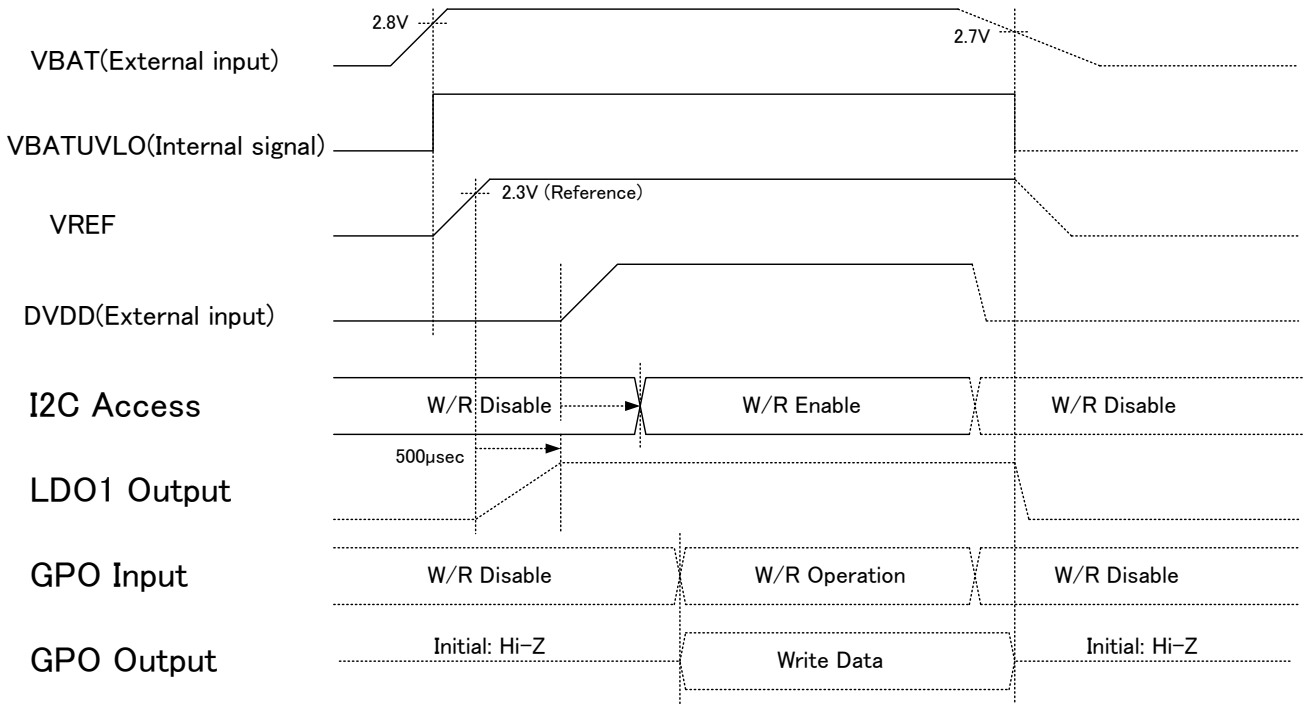 2.8V
2.7V
VBAT(External input)
VBATUVLO(Internal signal)
2.3V (Reference)
VREF
DVDD(External input)
I2C Access
W/R Disable
W/R Enable
W/R Disable
500μsec
LDO1 Output
GPO Input
W/R Disable
W/R Operation
W/R Disable
GPO Output
Initial: Hi-Z
Write Data
Initial: Hi-Z